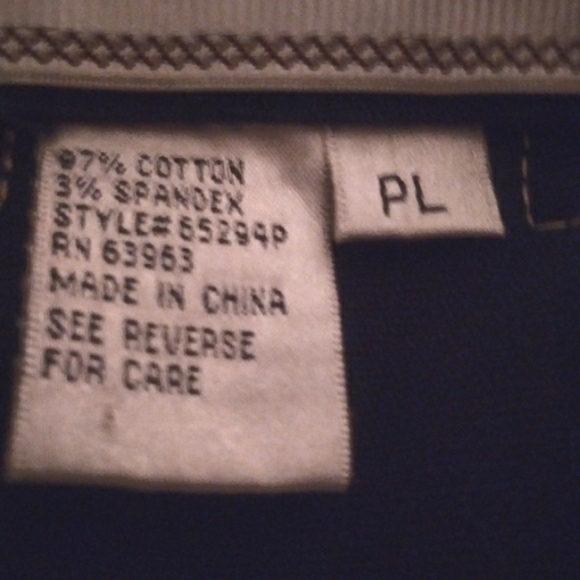 97% COTTON
3% SPANDEX
STYLE# 65294P
RN 63963
MADE IN CHINA
SEE REVERSE
FOR CARE
PL